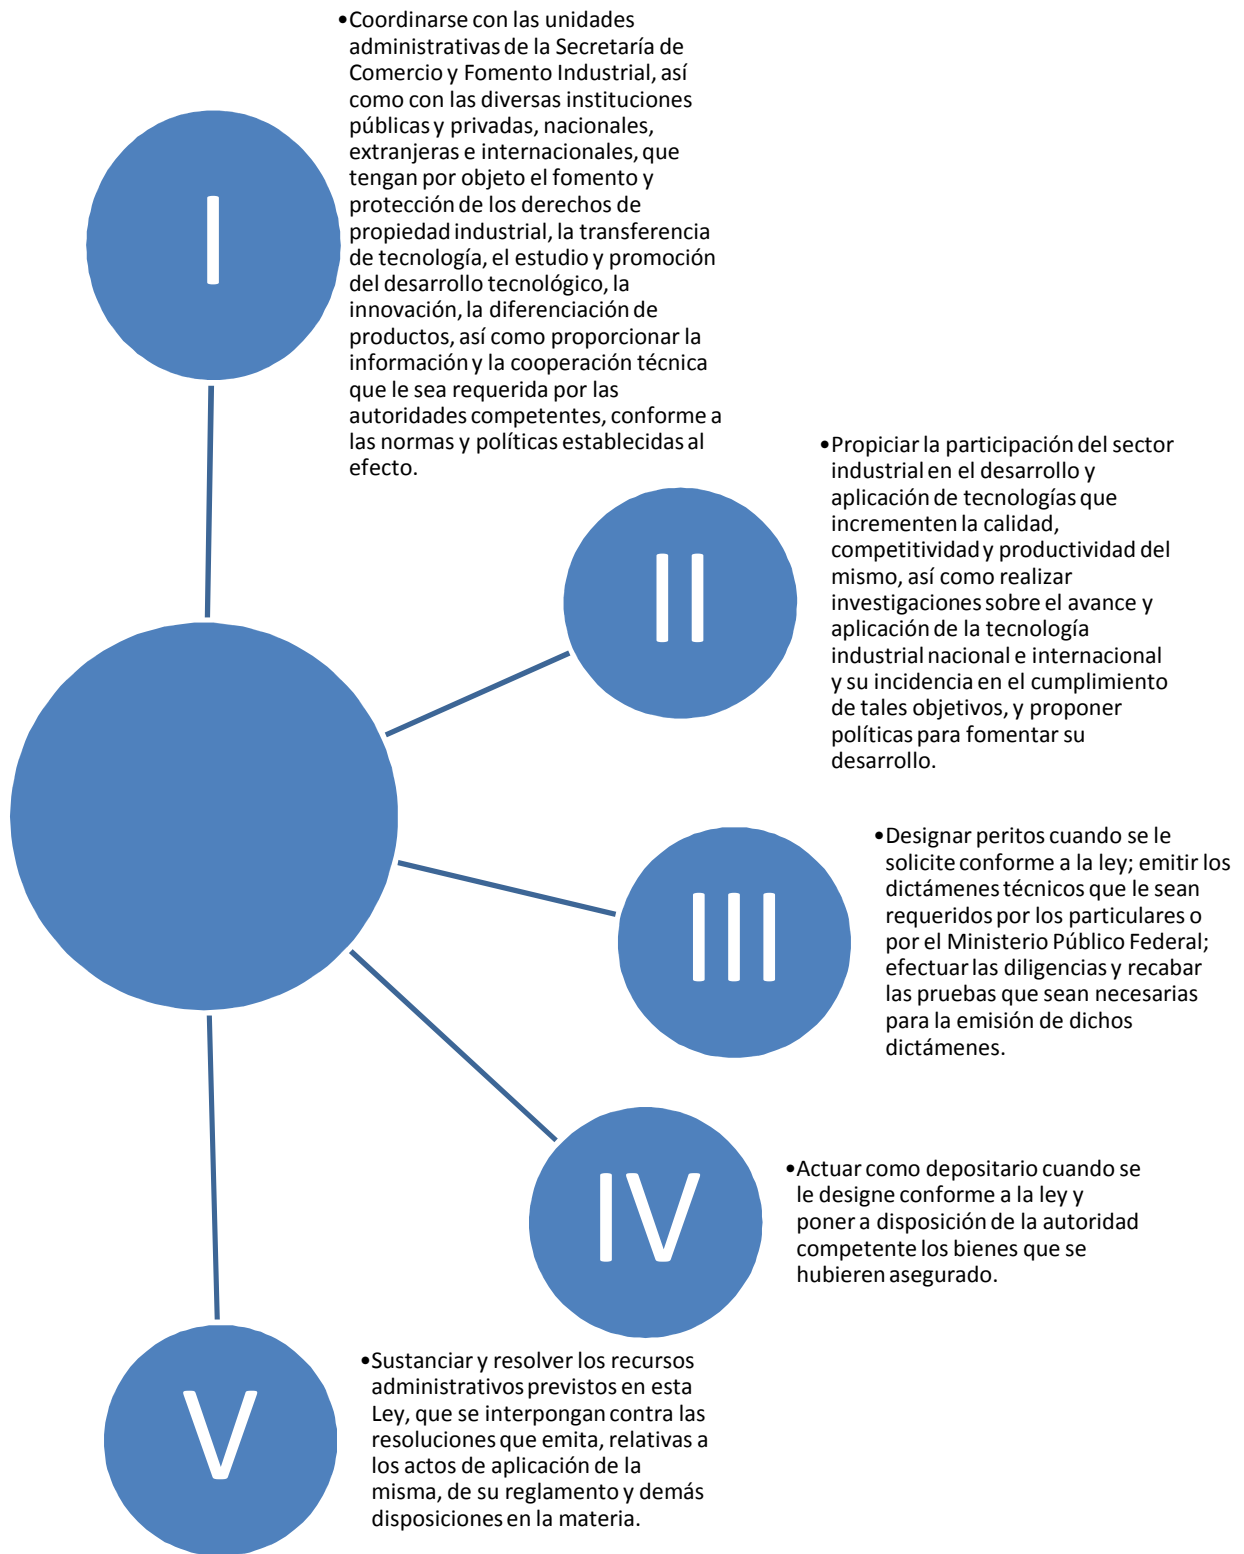 •Coordinarse con las unidades
administrativas de la Secretaría de
Comercio y Fomento Industrial, así
como con las diversas instituciones
públicas y privadas, nacionales,
extranjeras e internacionales, que
tengan por objeto el fomento y
protección de los derechos de
propiedad industrial, la transferencia
de tecnología, el estudio y promoción
del desarrollo tecnológico, la
innovación, la diferenciación de
productos, así como proporcionar la
información y la cooperación técnica
que le sea requerida por las
autoridades competentes, conforme a
las normas y políticas establecidas al
efecto.
I
•Propiciar la participación del sector
industrial en el desarrollo y
aplicación de tecnologías que
incrementen la calidad,
competitividad y productividad del
mismo, así como realizar
investigaciones sobre el avance y
aplicación de la tecnología
industrial nacional e internacional
y su incidencia en el cumplimiento
de tales objetivos, y proponer
políticas para fomentar su
desarrollo.
II
•Designar peritos cuando se le
solicite conforme a la ley; emitir los
dictámenes técnicos que le sean
requeridos por los particulares o
por el Ministerio Público Federal;
efectuar las diligencias y recabar
las pruebas que sean necesarias
para la emisión de dichos
dictámenes.
III
•Actuar como depositario cuando se
le designe conforme a la ley y
poner a disposición de la autoridad
competente los bienes que se
hubieren asegurado.
IV
•Sustanciar y resolver los recursos
administrativos previstos en esta
Ley, que se interpongan contra las
resoluciones que emita, relativas a
los actos de aplicación de la
misma, de su reglamento y demás
disposiciones en la materia.
V